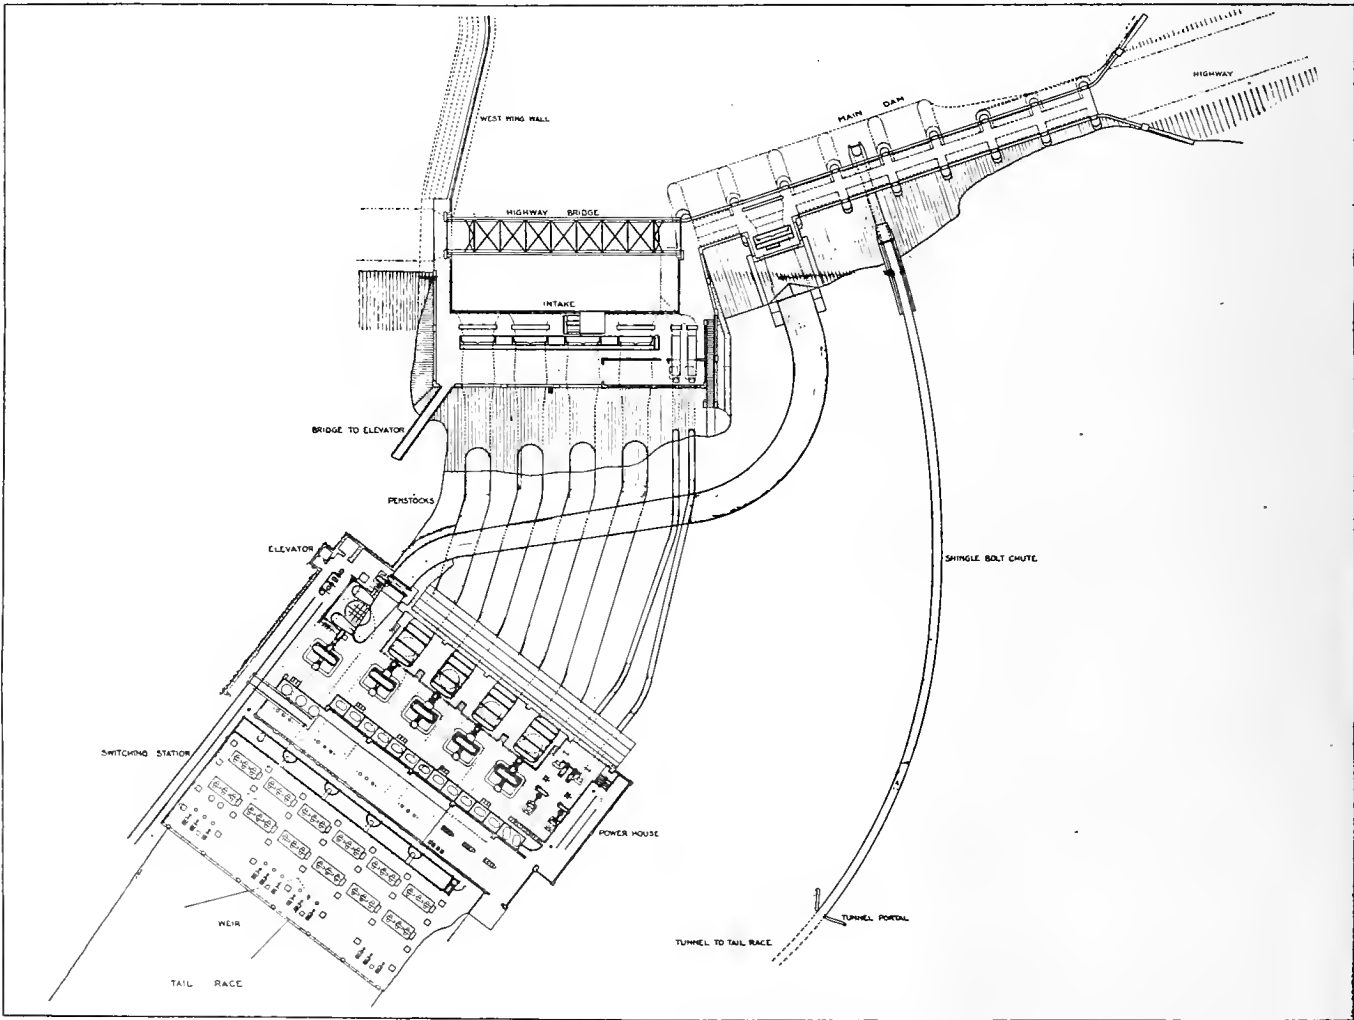 HIGHWAY
MAIN DAM
WEST WING WALL
HIGHWAY BRIDGE
INTAKE
BRIDGE TO ELEVATOR
PENSTOCKS
ELEVATOR
SHINGLE BOLT CHUTE
SWITCHING STATION
POWER HOUSE
WEIR
TUNNEL PORTAL
TUNNEL TO TAIL RACE
TAIL RACE